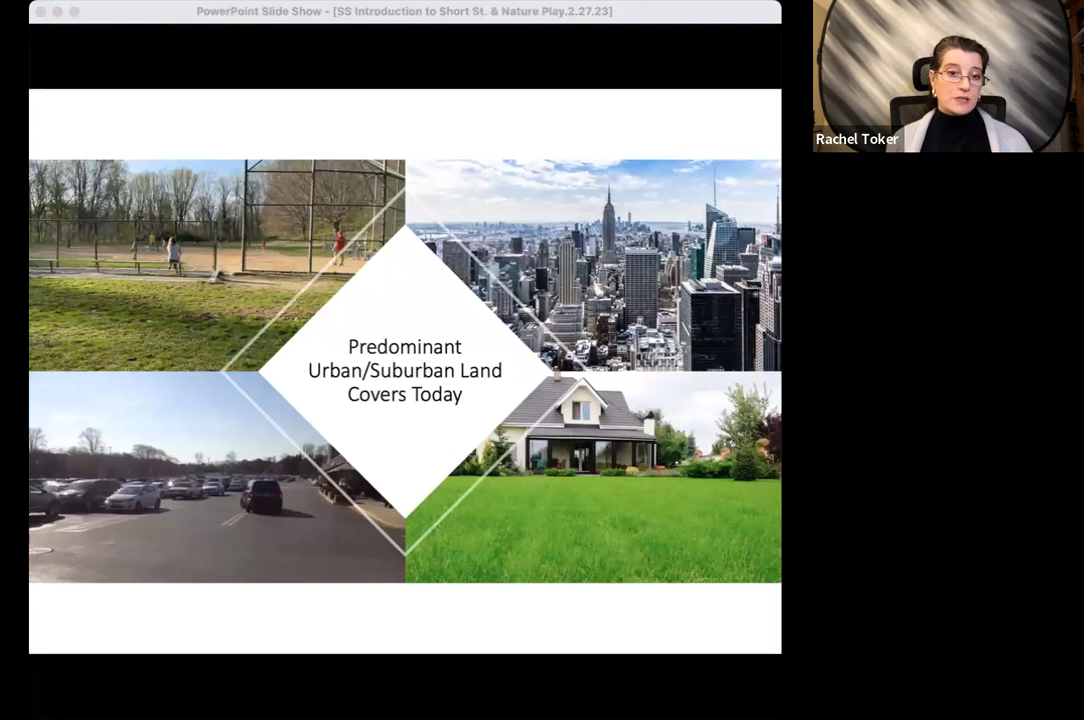 PowerPoint Slide Show - [SS Introduction to Short St. & Nature Play.2.27.23]
Rachel Toker
Predominant
Urban/Suburban Land
Covers Today